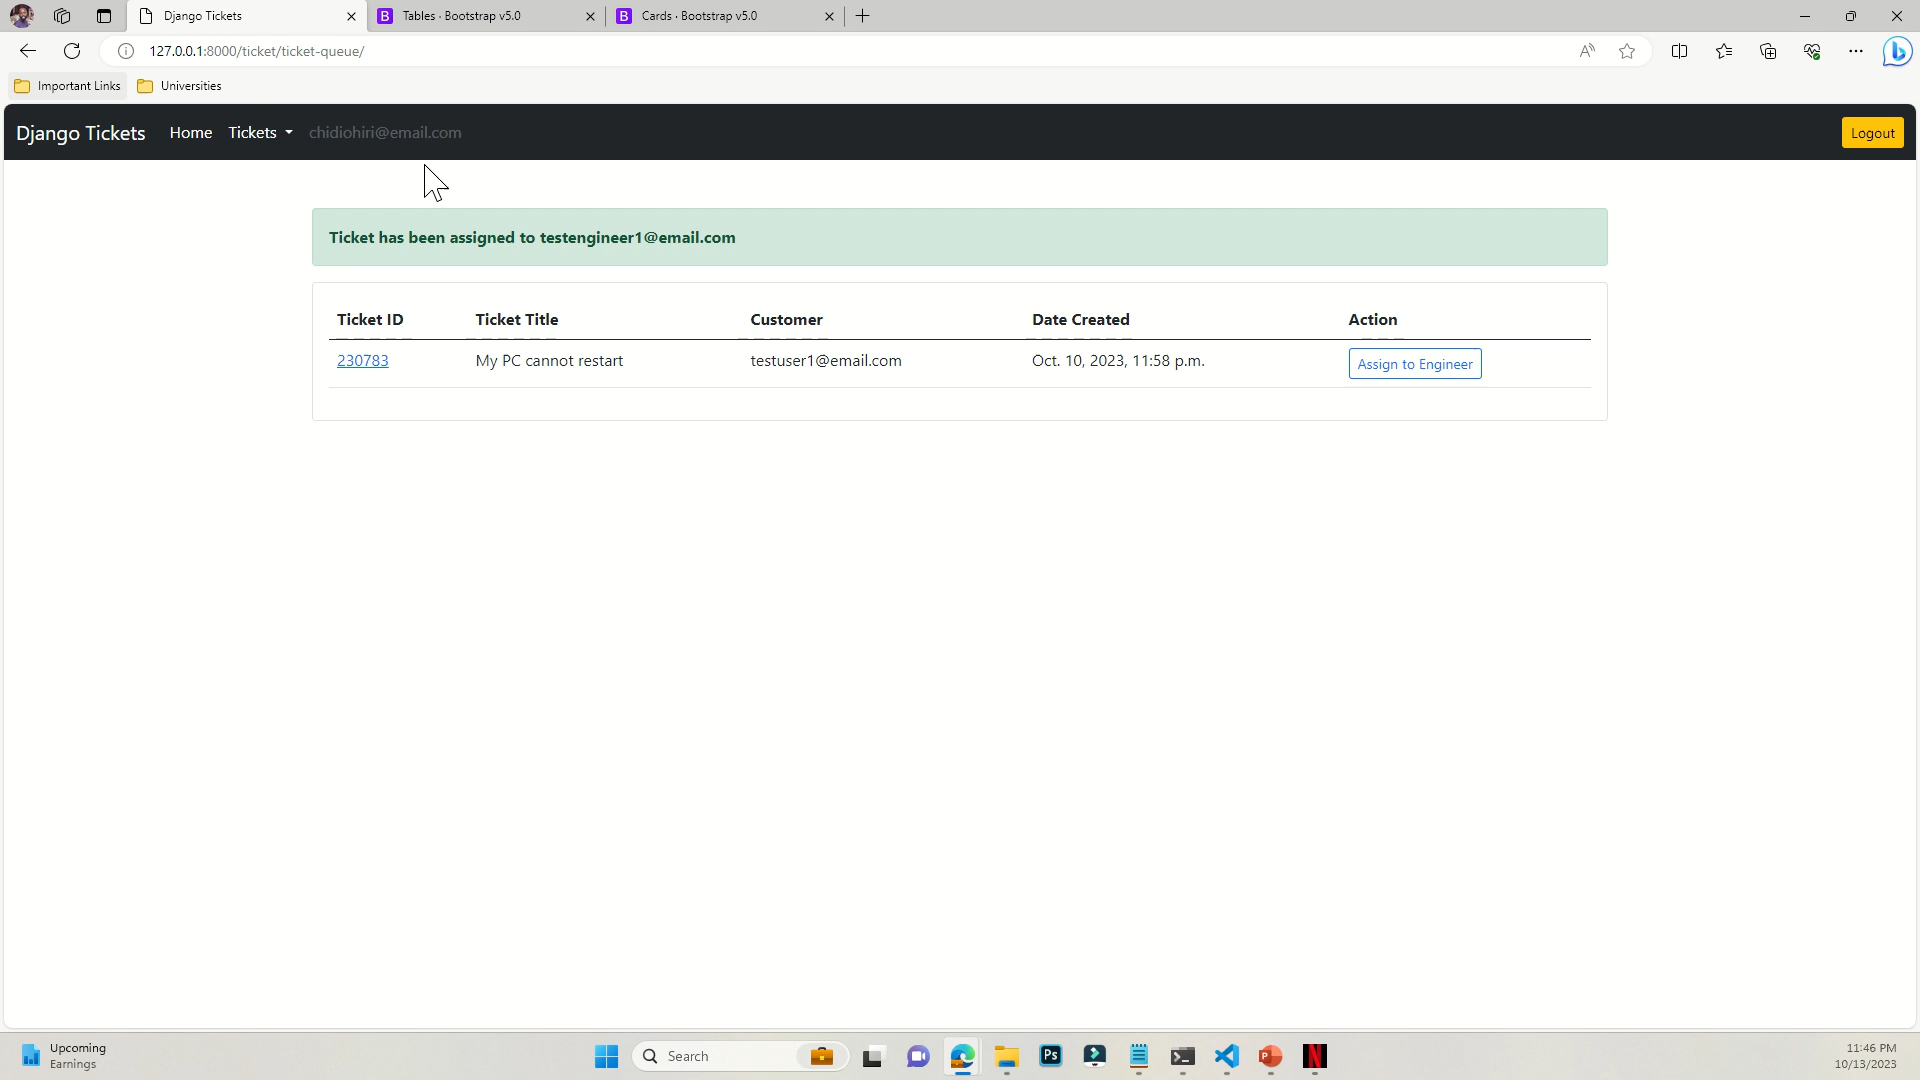 Django Tickets
Tables · Bootstrap v5.0
Cards · Bootstrap v5.0
127.0.0.1:8000/ticket/ticket-queue/
Important Links
Universities
Django Tickets Home Tickets chidiohiri@email.com Logout
Ticket has been assigned to testengineer1@email.com
Ticket ID Ticket Title Customer Date Created Action
230783 My PC cannot restart testuser1@email.com Oct. 10, 2023, 11:58 p.m. Assign to Engineer
Upcoming
Earnings
Search
Ps
P
N
11:46 PM
10/13/2023